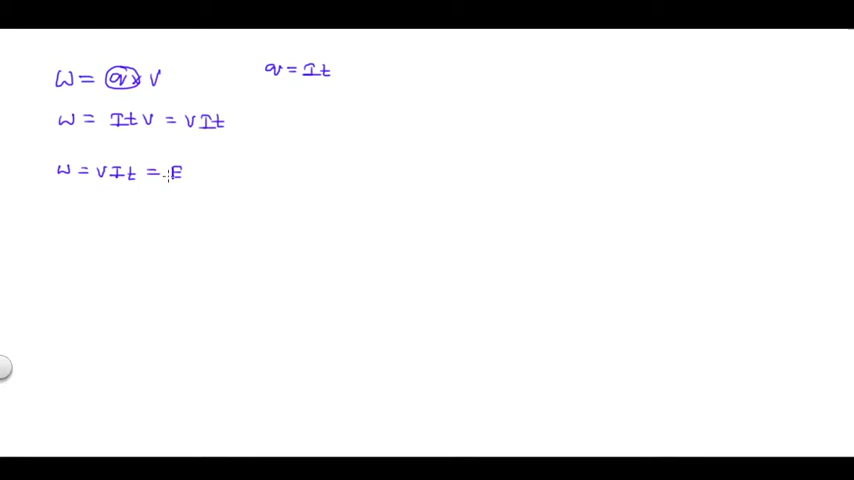 W = q × V
q = It
W = ItV = VIt
W = VIt = E